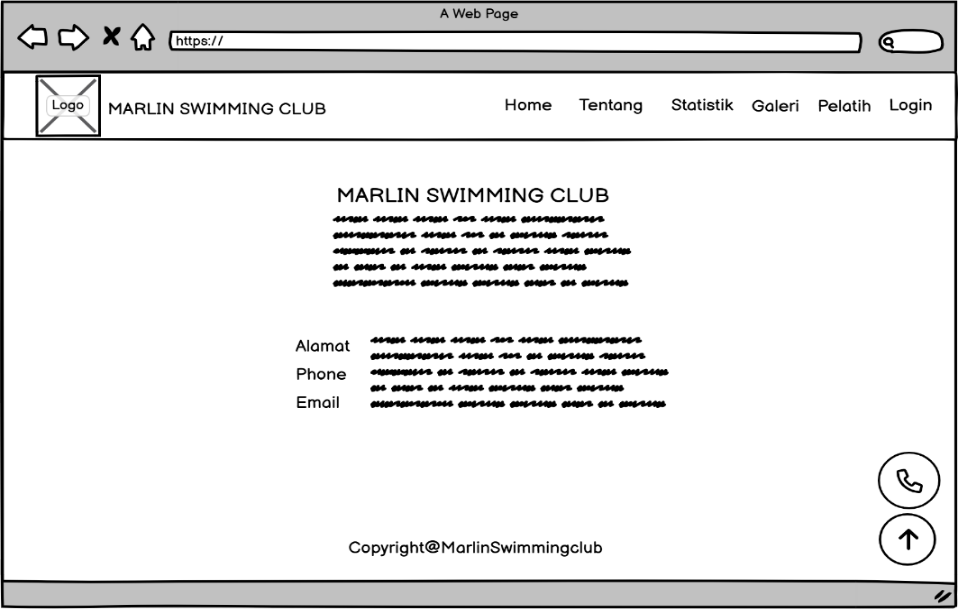 A Web Page
https://
Logo
MARLIN SWIMMING CLUB
Home Tentang Statistik Galeri Pelatih Login
MARLIN SWIMMING CLUB
Alamat
Phone
Email
Copyright@MarlinSwimmingclub